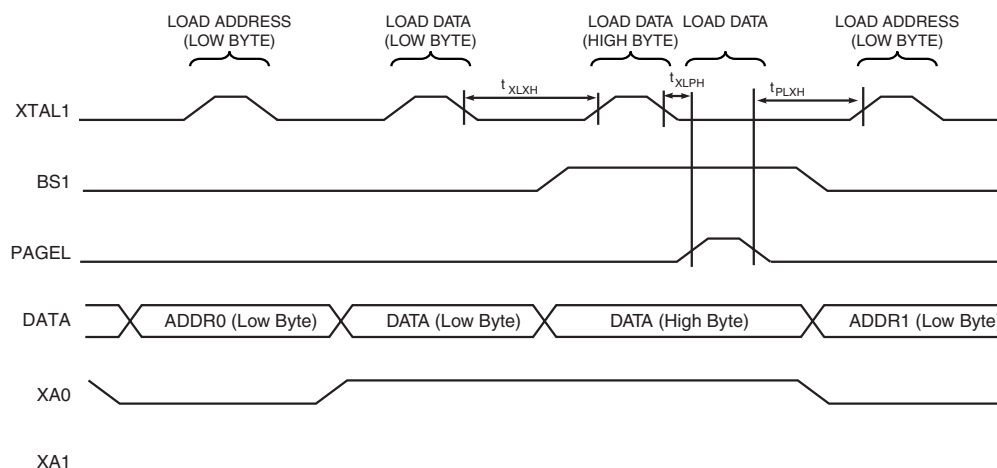 LOAD ADDRESS
(LOW BYTE)
LOAD DATA
(LOW BYTE)
LOAD DATA
(HIGH BYTE)
LOAD DATA
LOAD ADDRESS
(LOW BYTE)
t XLXH
tXLPH
tPLXH
XTAL1
BS1
PAGEL
DATA
ADDR0 (Low Byte)
DATA (Low Byte)
DATA (High Byte)
ADDR1 (Low Byte)
XA0
XA1